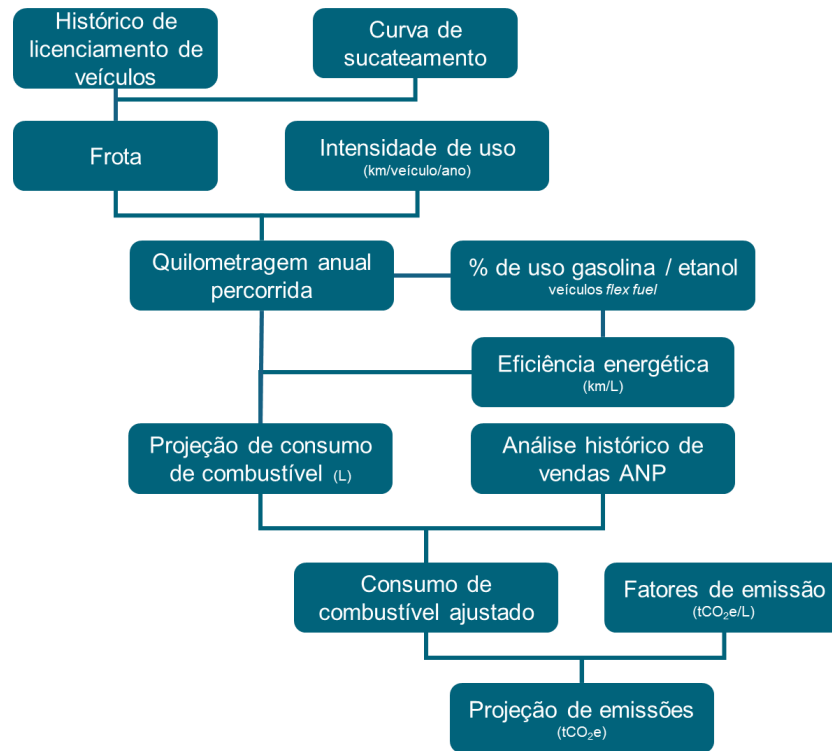 Histórico de
licenciamento de
veículos
Curva de
sucateamento
Frota
Intensidade de uso
(km/veículo/ano)
Quilometragem anual
percorrida
% de uso gasolina / etanol
veículos flex fuel
Eficiência energética
(km/L)
Projeção de consumo
de combustível (L)
Análise histórico de
vendas ANP
Consumo de
combustível ajustado
Fatores de emissão
(tCO₂e/L)
Projeção de emissões
(tCO₂e)